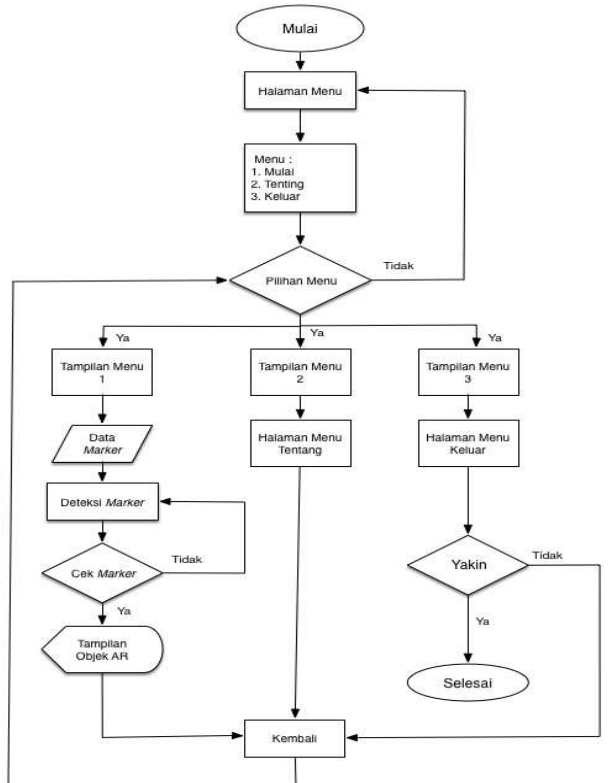 Mulai
Halaman Menu
Menu :
1. Mulai
2. Tenting
3. Keluar
Pilihan Menu
Tidak
Ya
Ya
Ya
Tampilan Menu
1
Tampilan Menu
2
Tampilan Menu
3
Data
Marker
Halaman Menu
Tentang
Halaman Menu
Keluar
Deteksi Marker
Cek Marker
Tidak
Ya
Yakin
Tidak
Ya
Tampilan
Objek AR
Selesai
Kembali